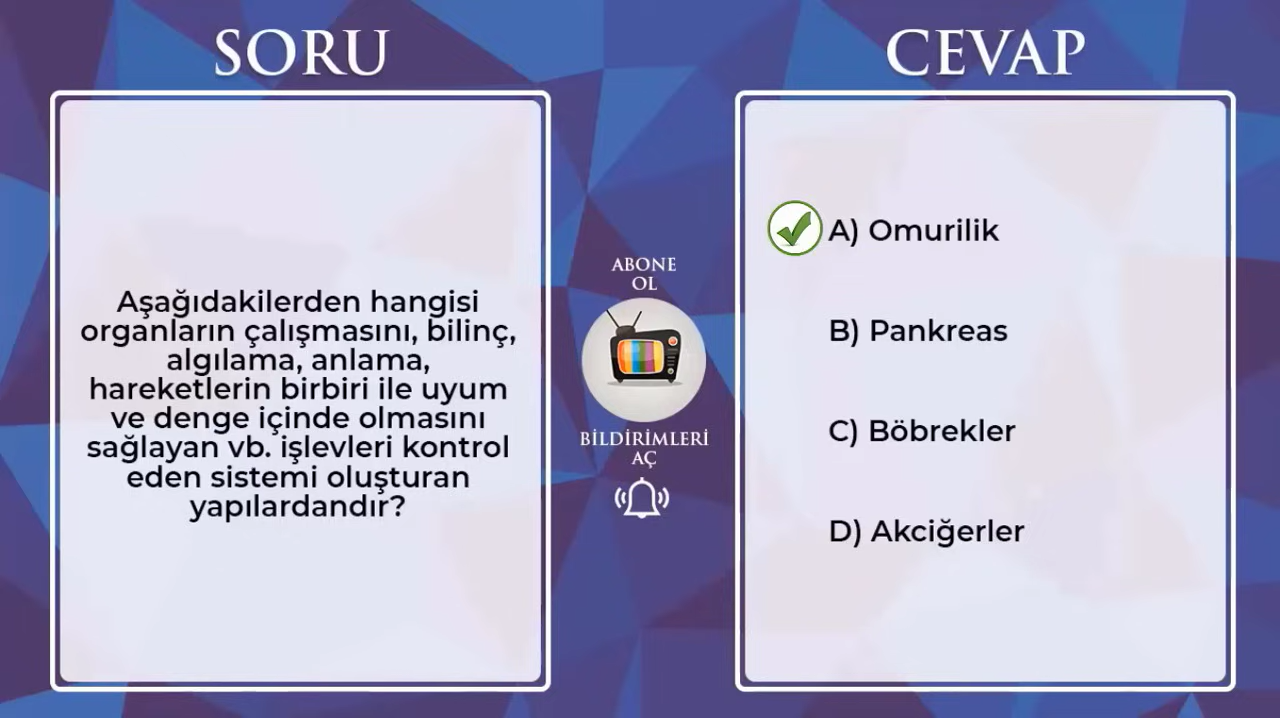 SORU
Aşağıdakilerden hangisi
organların çalışmasını, bilinç,
algılama, anlama,
hareketlerin birbiri ile uyum
ve denge içinde olmasını
sağlayan vb. işlevleri kontrol
eden sistemi oluşturan
yapılardandır?
ABONE
OL
BİLDİRİMLERİ
AÇ
CEVAP
A) Omurilik
B) Pankreas
C) Böbrekler
D) Akciğerler